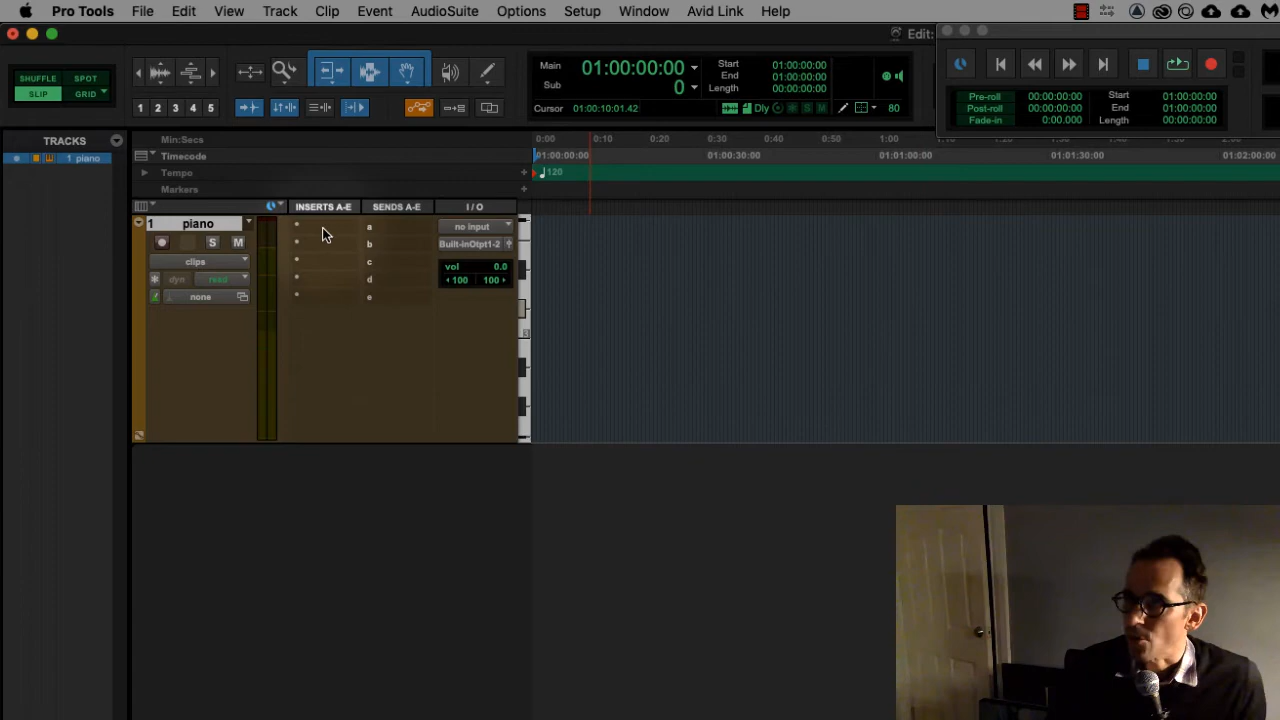 Pro Tools File Edit View Track Clip Event AudioSuite Options Setup Window Avid Link Help
Edit:
SHUFFLE SPOT
SLIP GRID
1 2 3 4 5
Main 01:00:00:00
Sub 0
Start 01:00:00:00
End 01:00:00:00
Length 00:00:00:00
Cursor 01:00:10:01.42
Dly
80
Pre-roll 00:00:00:00
Post-roll 00:00:00:00
Fade-in 0:00.000
Start 01:00:00:00
End 01:00:00:00
Length 00:00:00:00
TRACKS
1 piano
Min:Secs 0:00 0:10 0:20 0:30 0:40 0:50 1:00
Timecode 01:00:00:00 01:00:30:00 01:01:00:00 01:01:30:00 01:02:00:00
Tempo 120
Markers
INSERTS A-E SENDS A-E I / O
1 piano
S M
clips
dyn read
none
a
b
c
d
e
no input
Built-inOtpt1-2
vol 0.0
100 100